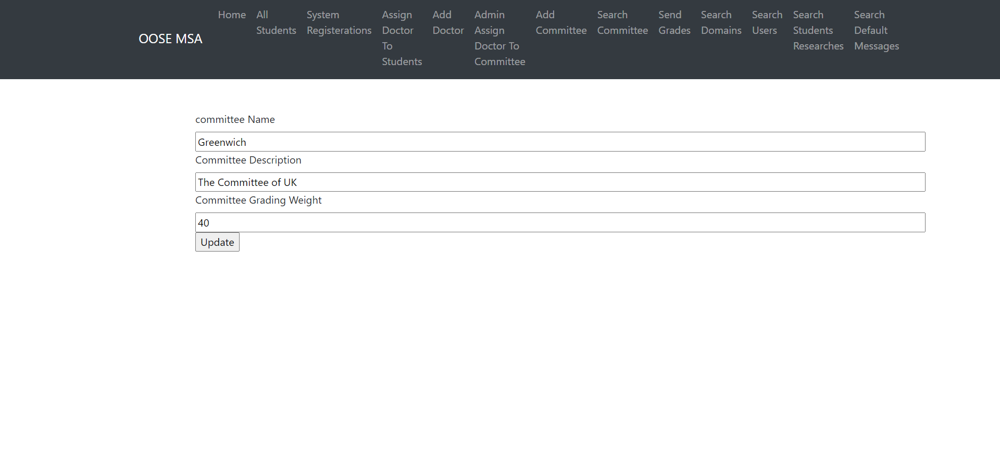 OOSE MSA
Home
All
Students
System
Registerations
Assign
Doctor
To
Students
Add
Doctor
Admin
Assign
Doctor To
Committee
Add
Committee
Search
Committee
Send
Grades
Search
Domains
Search
Users
Search
Students
Researches
Search
Default
Messages
committee Name
Greenwich
Committee Description
The Committee of UK
Committee Grading Weight
40
Update